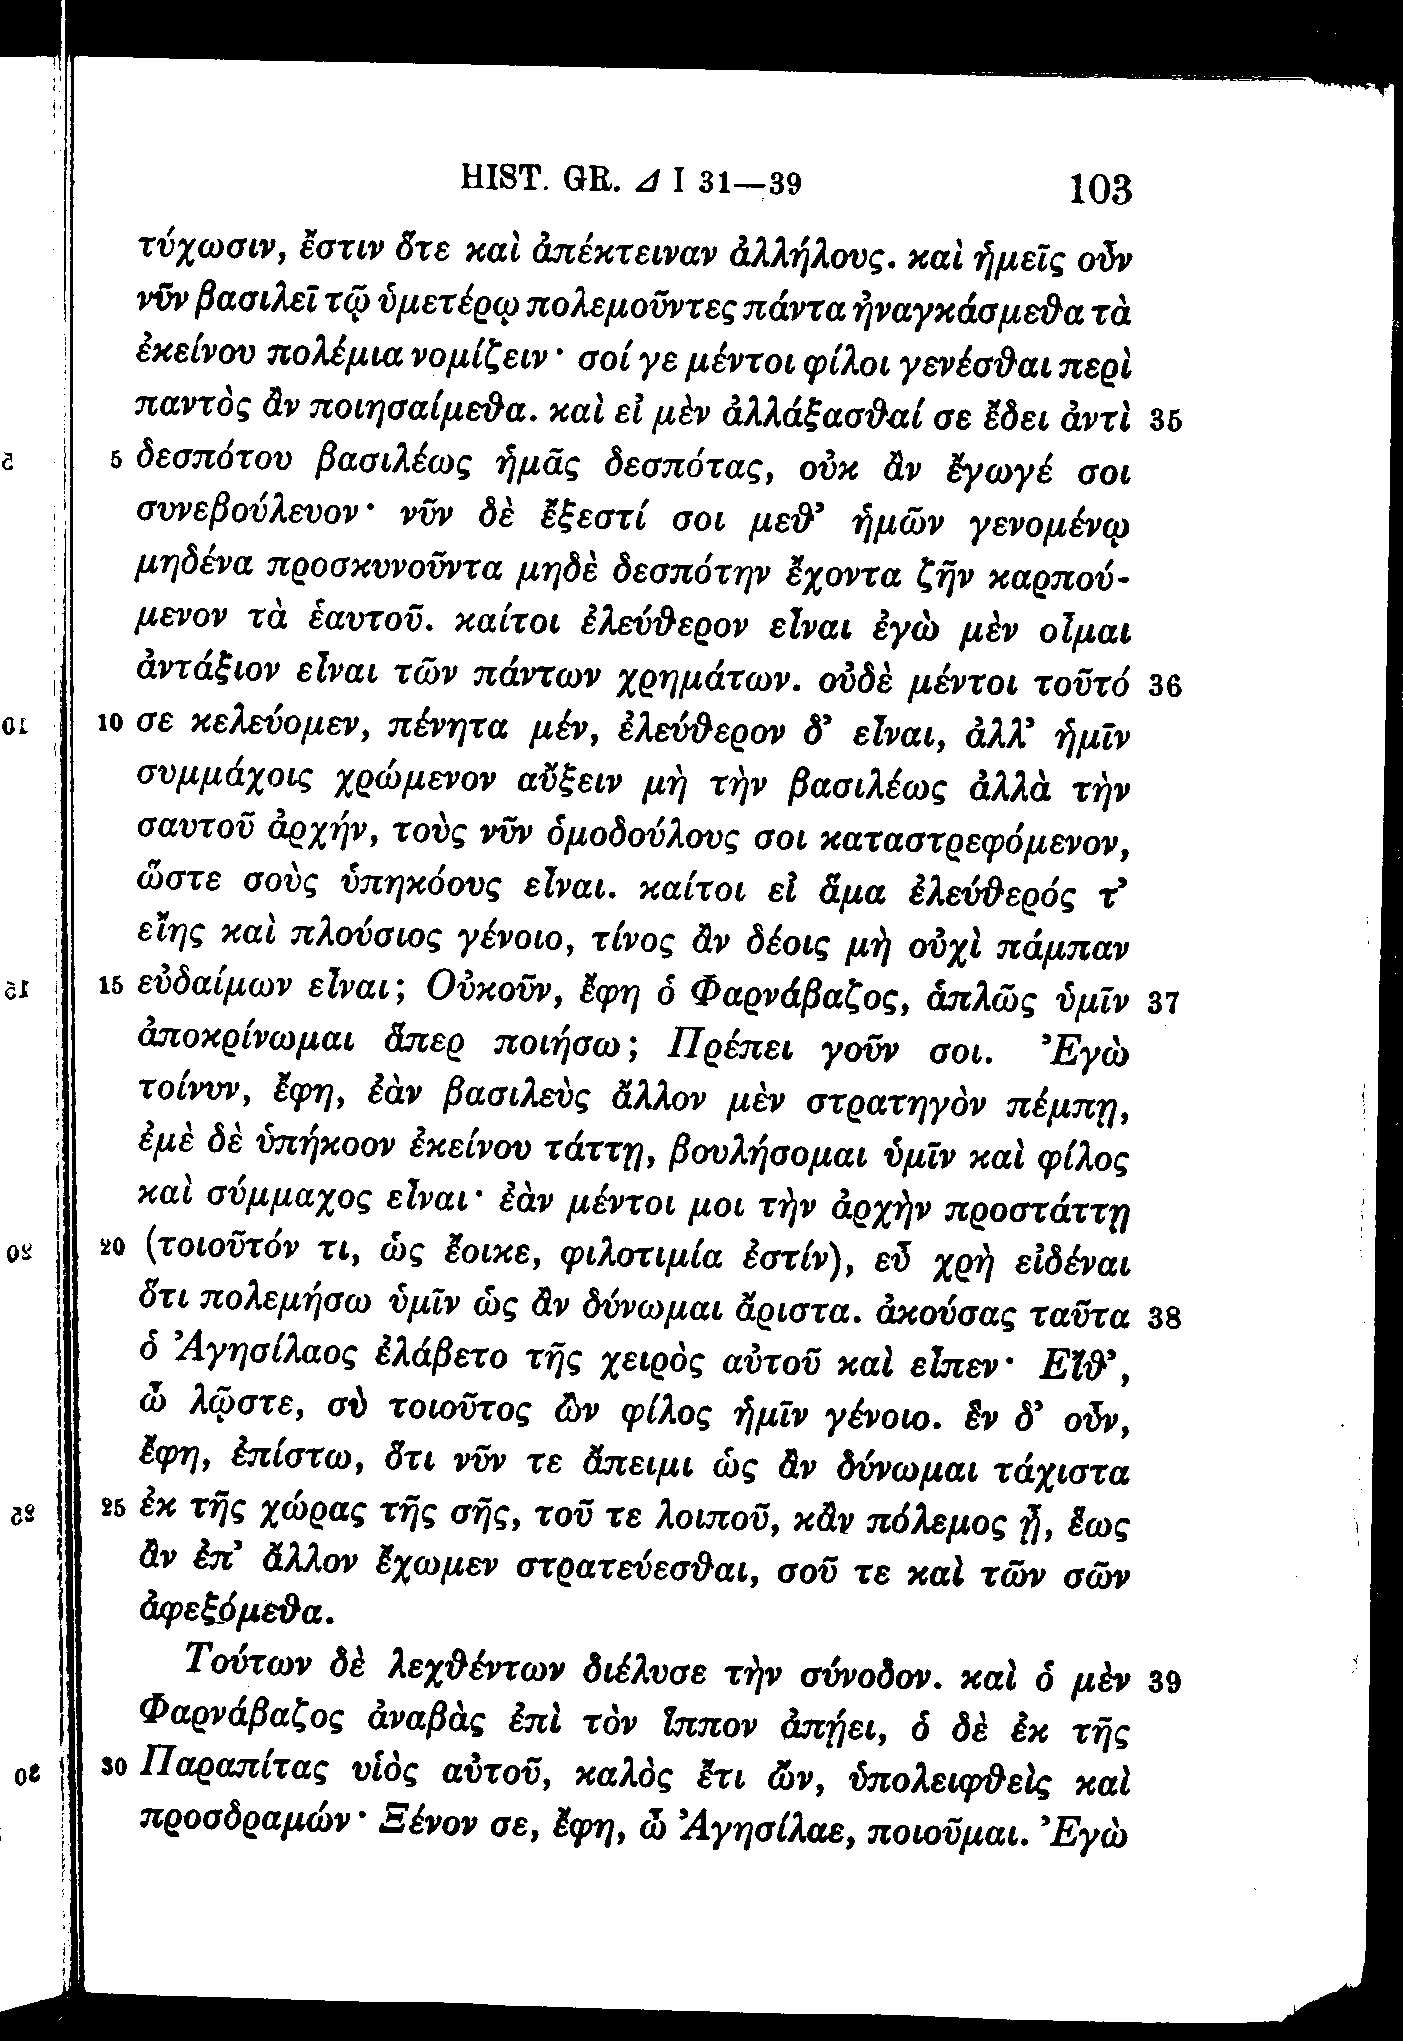 HIST. GR. Δ I 31—39 103
τύχωσιν, ἔστιν ὅτε καὶ ἀπέκτειναν ἀλλήλους. καὶ ἡμεῖς οὖν
νῦν βασιλεῖ τῷ ὑμετέρῳ πολεμοῦντες πάντα ἠναγκάσμεθα τὰ
ἐκείνου πολέμια νομίζειν· σοί γε μέντοι φίλοι γενέσθαι περὶ
παντὸς ἂν ποιησαίμεθα. καὶ εἰ μὲν ἀλλάξασθαί σε ἔδει ἀντὶ 35
5 δεσπότου βασιλέως ἡμᾶς δεσπότας, οὐκ ἂν ἔγωγέ σοι
συνεβούλευον· νῦν δὲ ἔξεστί σοι μεθ’ ἡμῶν γενομένῳ
μηδένα προσκυνοῦντα μηδὲ δεσπότην ἔχοντα ζῆν καρπού-
μενον τὰ ἑαυτοῦ. καίτοι ἐλεύθερον εἶναι ἐγὼ μὲν οἶμαι
ἀντάξιον εἶναι τῶν πάντων χρημάτων. οὐδὲ μέντοι τοῦτό 36
10 σε κελεύομεν, πένητα μέν, ἐλεύθερον δ’ εἶναι, ἀλλ’ ἡμῖν
συμμάχοις χρώμενον αὔξειν μὴ τὴν βασιλέως ἀλλὰ τὴν
σαυτοῦ ἀρχήν, τοὺς νῦν ὁμοδούλους σοι καταστρεφόμενον,
ὥστε σοὺς ὑπηκόους εἶναι. καίτοι εἰ ἅμα ἐλεύθερός τ’
εἴης καὶ πλούσιος γένοιο, τίνος ἂν δέοις μὴ οὐχὶ πάμπαν
15 εὐδαίμων εἶναι; Οὐκοῦν, ἔφη ὁ Φαρνάβαζος, ἁπλῶς ὑμῖν 37
ἀποκρίνωμαι ἅπερ ποιήσω; Πρέπει γοῦν σοι. Ἐγὼ
τοίνυν, ἔφη, ἐὰν βασιλεὺς ἄλλον μὲν στρατηγὸν πέμπῃ,
ἐμὲ δὲ ὑπήκοον ἐκείνου τάττῃ, βουλήσομαι ὑμῖν καὶ φίλος
καὶ σύμμαχος εἶναι· ἐὰν μέντοι μοι τὴν ἀρχὴν προστάττῃ
20 (τοιοῦτόν τι, ὡς ἔοικε, φιλοτιμία ἐστίν), εὖ χρὴ εἰδέναι
ὅτι πολεμήσω ὑμῖν ὡς ἂν δύνωμαι ἄριστα. ἀκούσας ταῦτα 38
ὁ Ἀγησίλαος ἐλάβετο τῆς χειρὸς αὐτοῦ καὶ εἶπεν· Εἴθ’,
ὦ λῷστε, σὺ τοιοῦτος ὢν φίλος ἡμῖν γένοιο. ἓν δ’ οὖν,
ἔφη, ἐπίστω, ὅτι νῦν τε ἄπειμι ὡς ἂν δύνωμαι τάχιστα
25 ἐκ τῆς χώρας τῆς σῆς, τοῦ τε λοιποῦ, κἂν πόλεμος ᾖ, ἕως
ἂν ἐπ’ ἄλλον ἔχωμεν στρατεύεσθαι, σοῦ τε καὶ τῶν σῶν
ἀφεξόμεθα.
Τούτων δὲ λεχθέντων διέλυσε τὴν σύνοδον. καὶ ὁ μὲν 39
Φαρνάβαζος ἀναβὰς ἐπὶ τὸν ἵππον ἀπῄει, ὁ δὲ ἐκ τῆς
30 Παραπίτας υἱὸς αὐτοῦ, καλὸς ἔτι ὤν, ὑπολειφθεὶς καὶ
προσδραμών· Ξένον σε, ἔφη, ὦ Ἀγησίλαε, ποιοῦμαι. Ἐγὼ